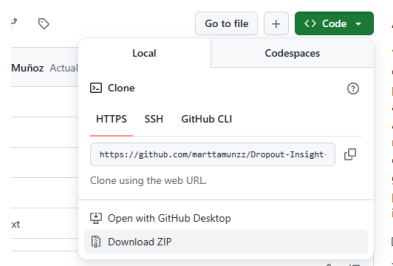 Go to file
Code
Local
Codespaces
Muñoz Actual
Clone
HTTPS
SSH
GitHub CLI
https://github.com/marttamunzz/Dropout-Insight-
Clone using the web URL.
Open with GitHub Desktop
xt
Download ZIP